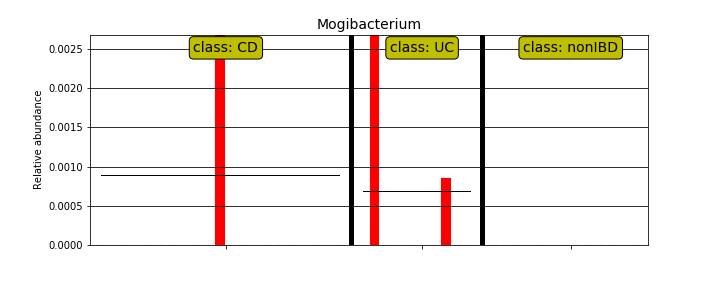 Mogibacterium
class: CD
class: UC
class: nonIBD
Relative abundance
0.0025
0.0020
0.0015
0.0010
0.0005
0.0000